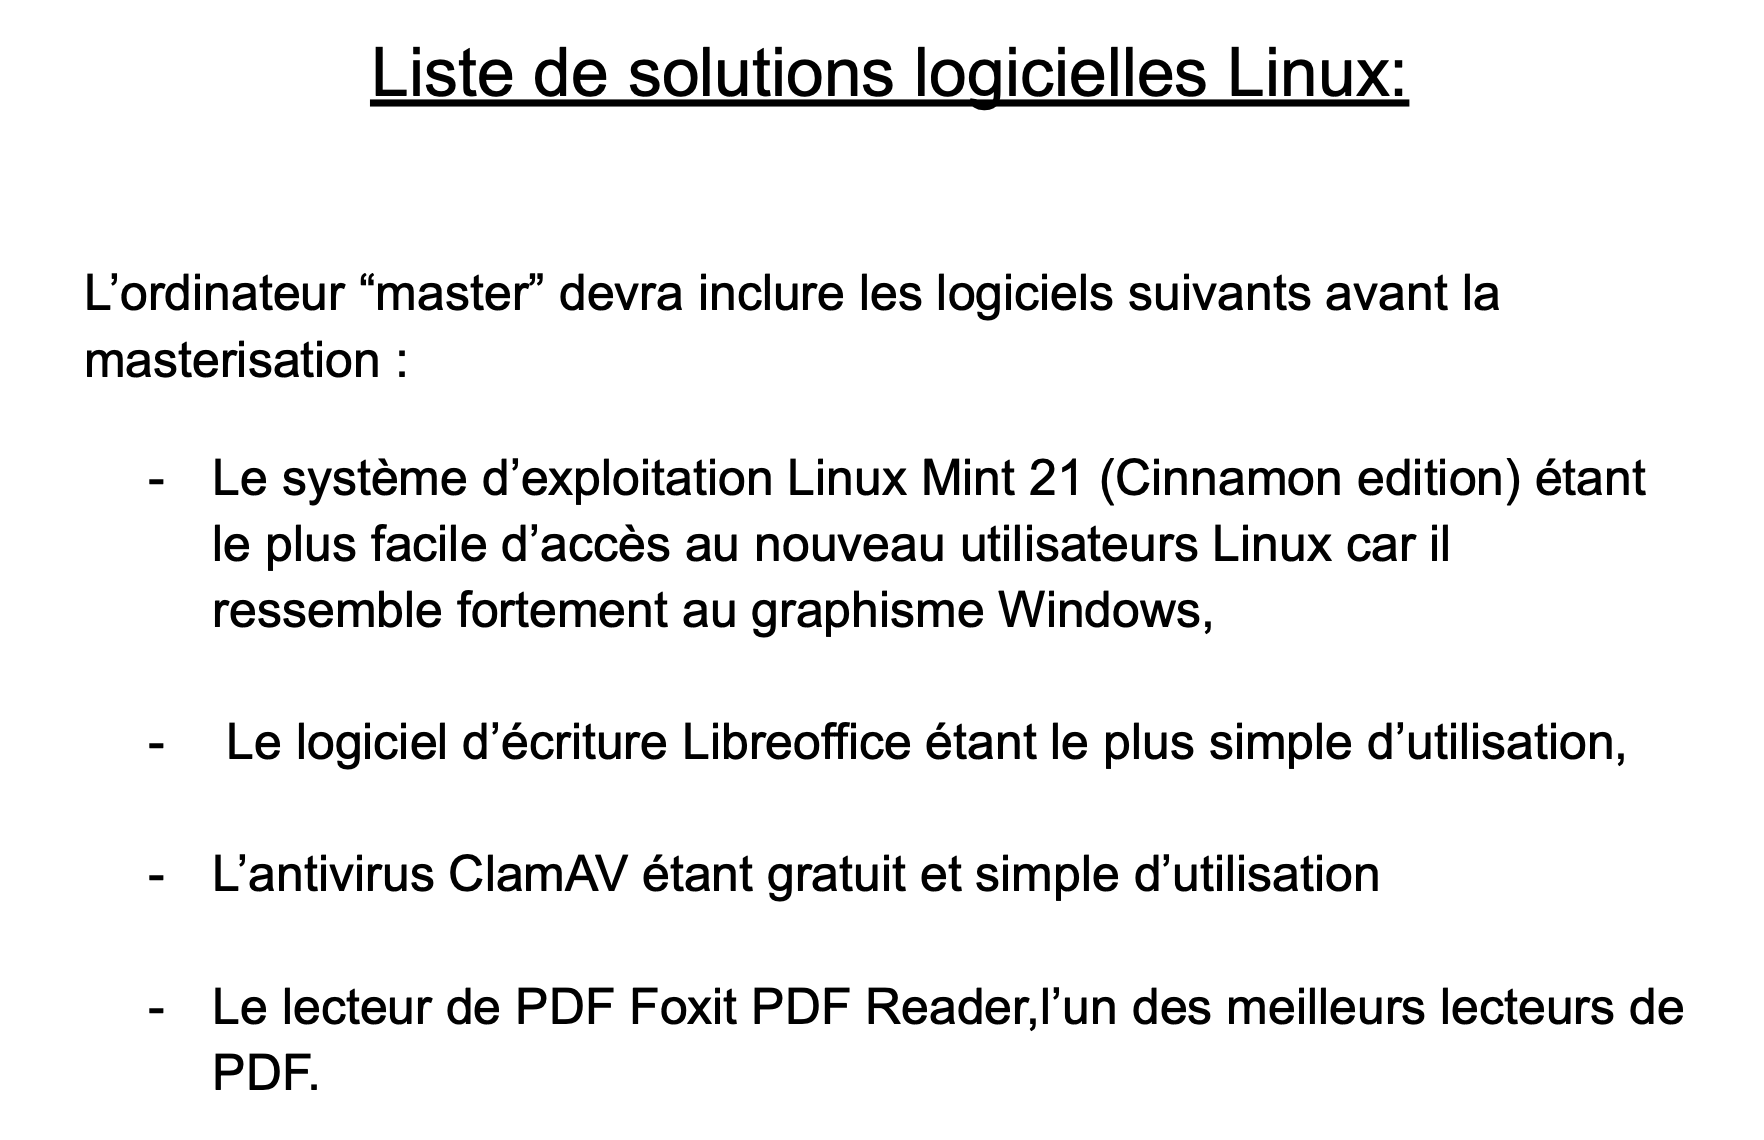 Liste de solutions logicielles Linux:
L’ordinateur “master” devra inclure les logiciels suivants avant la
masterisation :
- Le système d’exploitation Linux Mint 21 (Cinnamon edition) étant
le plus facile d’accès au nouveau utilisateurs Linux car il
ressemble fortement au graphisme Windows,
- Le logiciel d’écriture Libreoffice étant le plus simple d’utilisation,
- L’antivirus ClamAV étant gratuit et simple d’utilisation
- Le lecteur de PDF Foxit PDF Reader,l’un des meilleurs lecteurs de
PDF.